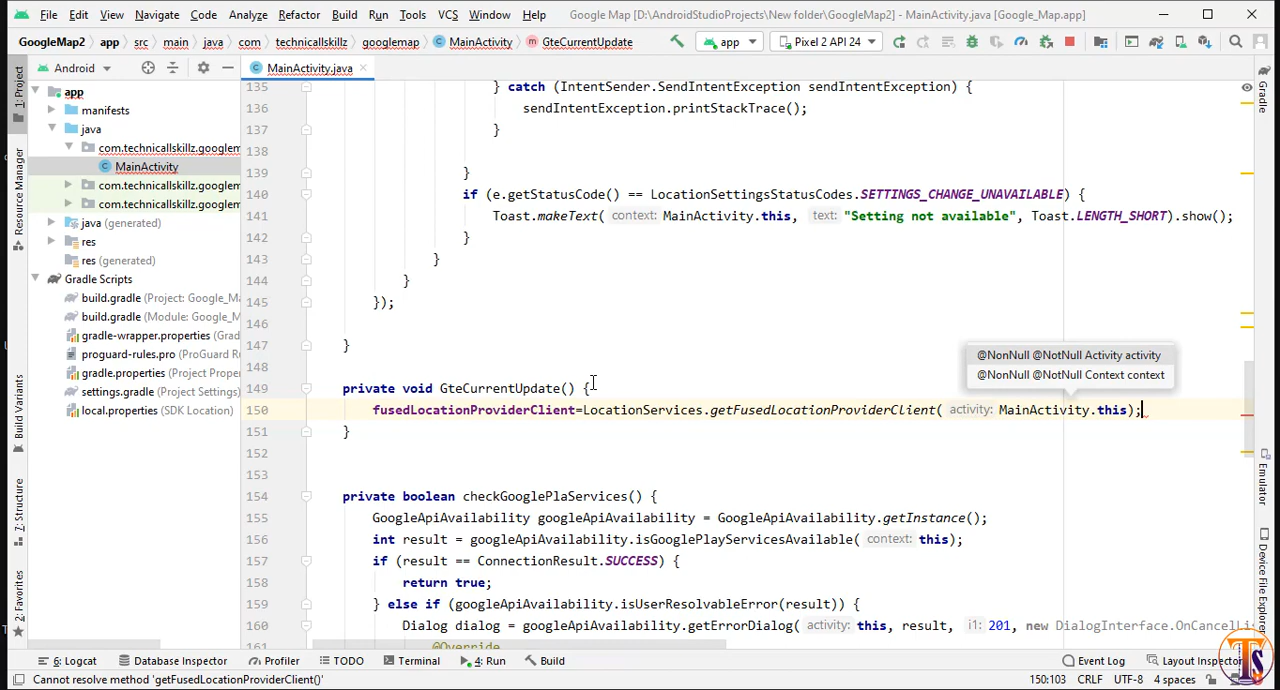 File Edit View Navigate Code Analyze Refactor Build Run Tools VCS Window Help Google Map [D:\AndroidStudioProjects\New folder\GoogleMap2] - MainActivity.java [Google_Map.app]
GoogleMap2 app src main java com technicallskillz googlemap MainActivity GteCurrentUpdate app Pixel 2 API 24
Android MainActivity.java
1: Project
Resource Manager
Build Variants
7: Structure
2: Favorites
app
manifests
java
com.technicallskillz.googlem
MainActivity
com.technicallskillz.googlem
com.technicallskillz.googlem
java (generated)
res
res (generated)
Gradle Scripts
build.gradle (Project: Google_Ma
build.gradle (Module: Google_M
gradle-wrapper.properties (Grad
proguard-rules.pro (ProGuard Ru
gradle.properties (Project Proper
settings.gradle (Project Settings)
local.properties (SDK Location)
135 } catch (IntentSender.SendIntentException sendIntentException) {
136 sendIntentException.printStackTrace();
137 }
138
139 }
140 if (e.getStatusCode() == LocationSettingsStatusCodes.SETTINGS_CHANGE_UNAVAILABLE) {
141 Toast.makeText( context: MainActivity.this, text: "Setting not available", Toast.LENGTH_SHORT).show();
142 }
143 }
144 }
145 });
146
147 }
148
@NonNull @NotNull Activity activity
@NonNull @NotNull Context context
149 private void GteCurrentUpdate() {
150 fusedLocationProviderClient=LocationServices.getFusedLocationProviderClient( activity: MainActivity.this);
151 }
152
153
154 private boolean checkGooglePlaServices() {
155 GoogleApiAvailability googleApiAvailability = GoogleApiAvailability.getInstance();
156 int result = googleApiAvailability.isGooglePlayServicesAvailable( context: this);
157 if (result == ConnectionResult.SUCCESS) {
158 return true;
159 } else if (googleApiAvailability.isUserResolvableError(result)) {
160 Dialog dialog = googleApiAvailability.getErrorDialog( activity: this, result, i1: 201, new DialogInterface.OnCancelLis
161 @Override
Gradle
Emulator
Device File Explorer
6: Logcat Database Inspector Profiler TODO Terminal 4: Run Build Event Log Layout Inspector
Cannot resolve method 'getFusedLocationProviderClient()' 150:103 CRLF UTF-8 4 spaces